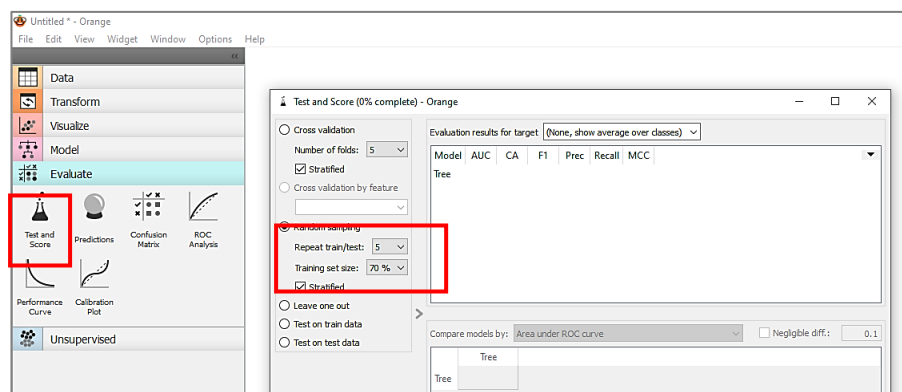 Untitled * - Orange
File Edit View Widget Window Options Help
Data
Transform
Visualize
Model
Evaluate
Test and Score
Predictions
Confusion Matrix
ROC Analysis
Performance Curve
Calibration Plot
Unsupervised
Test and Score (0% complete) - Orange
Cross validation
Number of folds: 5
Stratified
Cross validation by feature
Random sampling
Repeat train/test: 5
Training set size: 70 %
Stratified
Leave one out
Test on train data
Test on test data
Evaluation results for target (None, show average over classes)
Model AUC CA F1 Prec Recall MCC
Tree
Compare models by: Area under ROC curve
Negligible diff.: 0.1
Tree
Tree